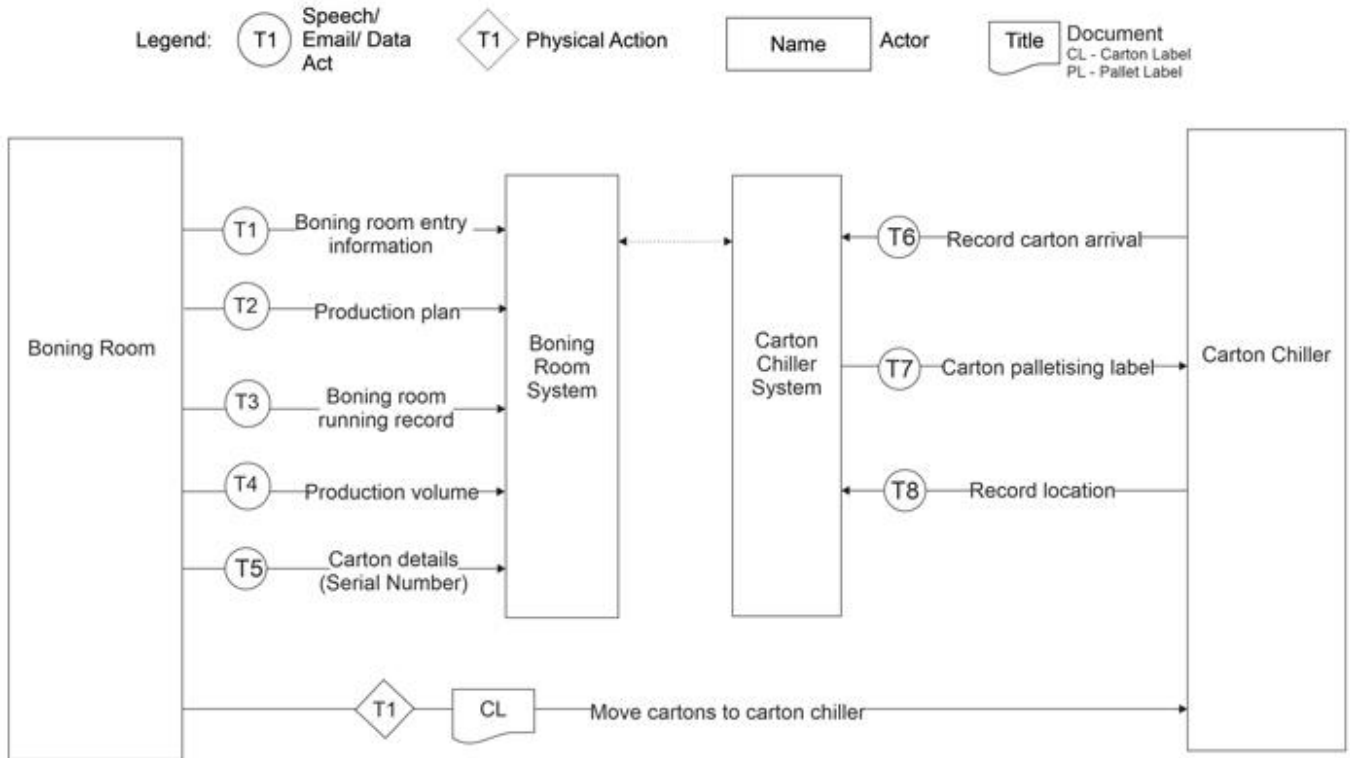 Legend:
T1
Speech/
Email/ Data
Act
T1
Physical Action
Name
Actor
Title
Document
CL - Carton Label
PL - Pallet Label
Boning Room
T1
Boning room entry
information
T2
Production plan
T3
Boning room
running record
T4
Production volume
T5
Carton details
(Serial Number)
Boning
Room
System
Carton
Chiller
System
T6
Record carton arrival
T7
Carton palletising label
T8
Record location
Carton Chiller
T1
CL
Move cartons to carton chiller